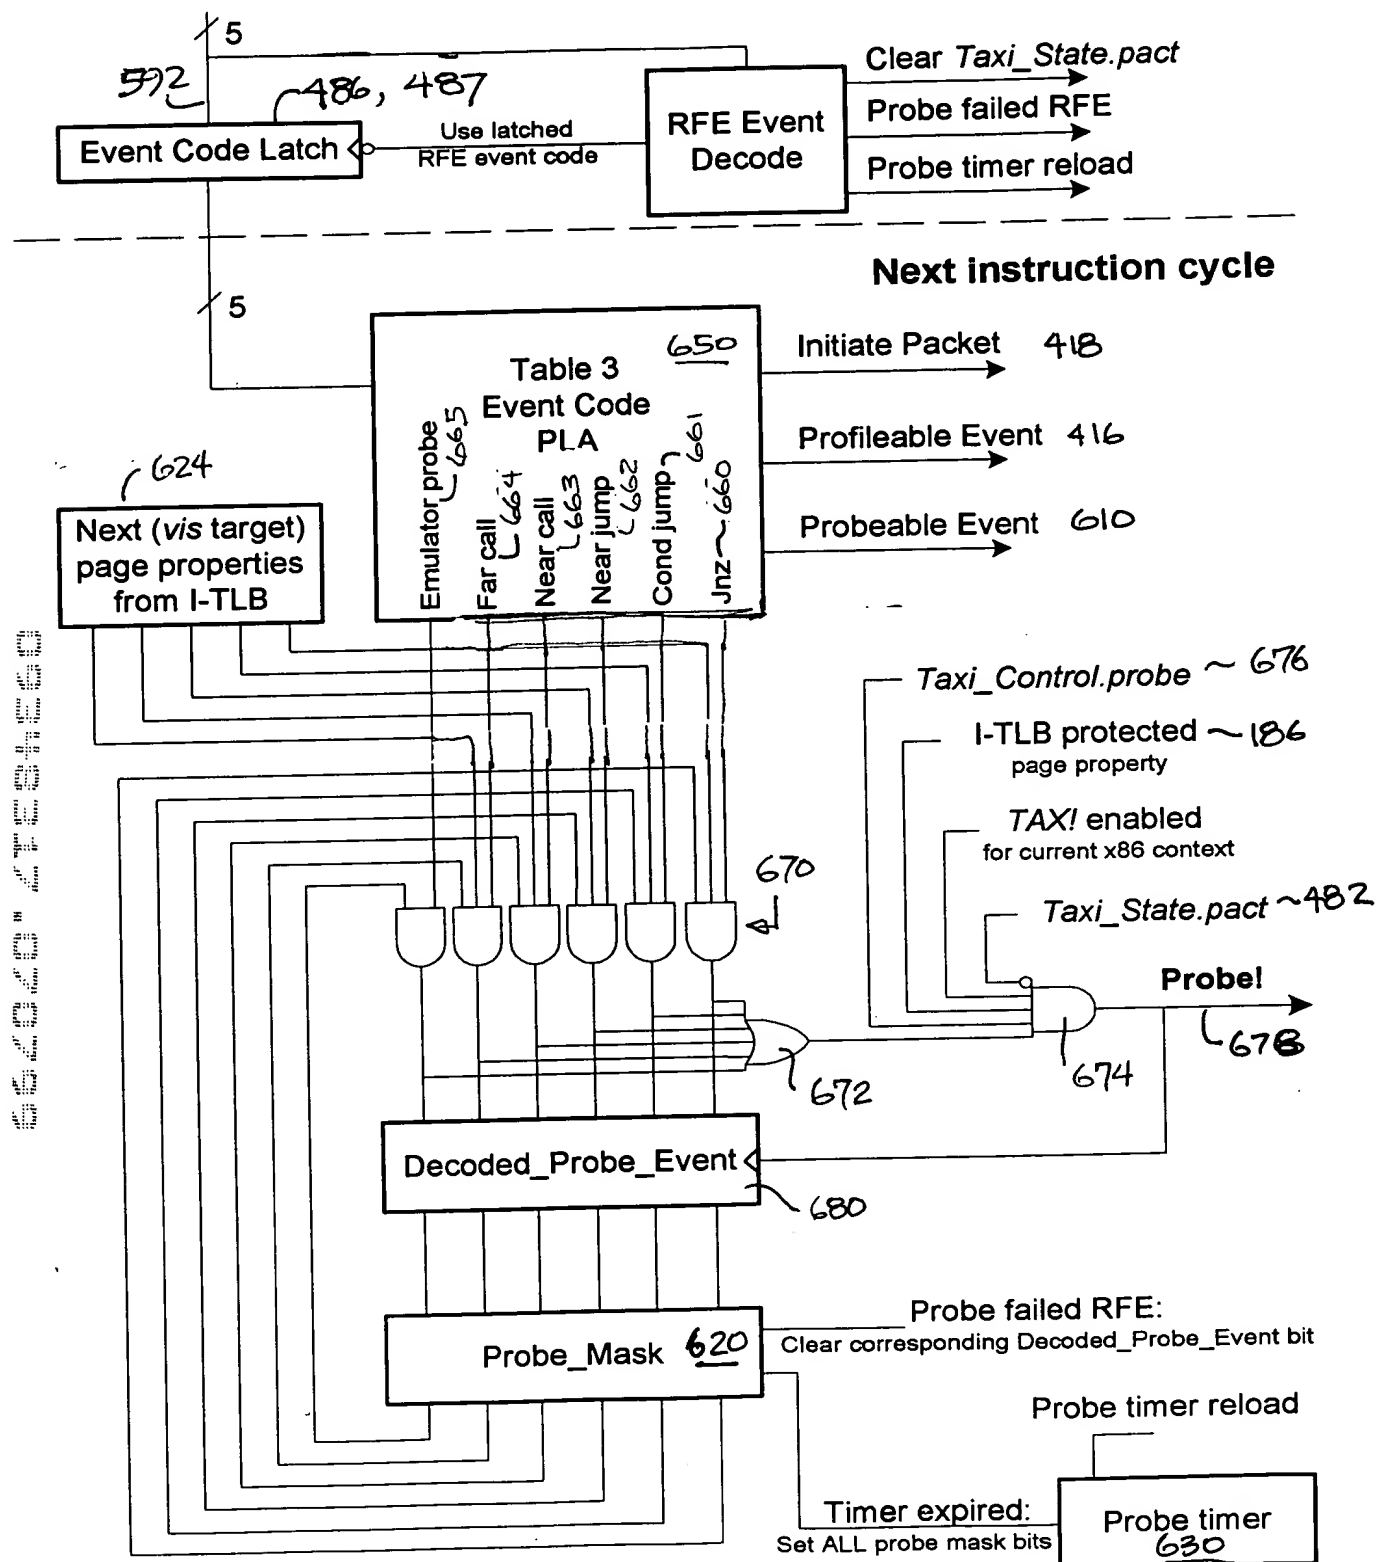 5
592
486, 487
Event Code Latch
Use latched
RFE event code
RFE Event
Decode
Clear Taxi_State.pact
Probe failed RFE
Probe timer reload
Next instruction cycle
5
Table 3
Event Code
PLA
650
Emulator probe
665
Far call
664
Near call
663
Near jump
662
Cond jump
661
Jnz ~ 660
Initiate Packet 418
Profileable Event 416
Probeable Event 610
624
Next (vis target)
page properties
from I-TLB
Taxi_Control.probe ~ 676
I-TLB protected ~ 186
page property
TAX! enabled
for current x86 context
Taxi_State.pact ~ 482
670
Probe!
678
674
672
Decoded_Probe_Event
680
Probe_Mask 620
Probe failed RFE:
Clear corresponding Decoded_Probe_Event bit
Probe timer reload
Timer expired:
Set ALL probe mask bits
Probe timer
630